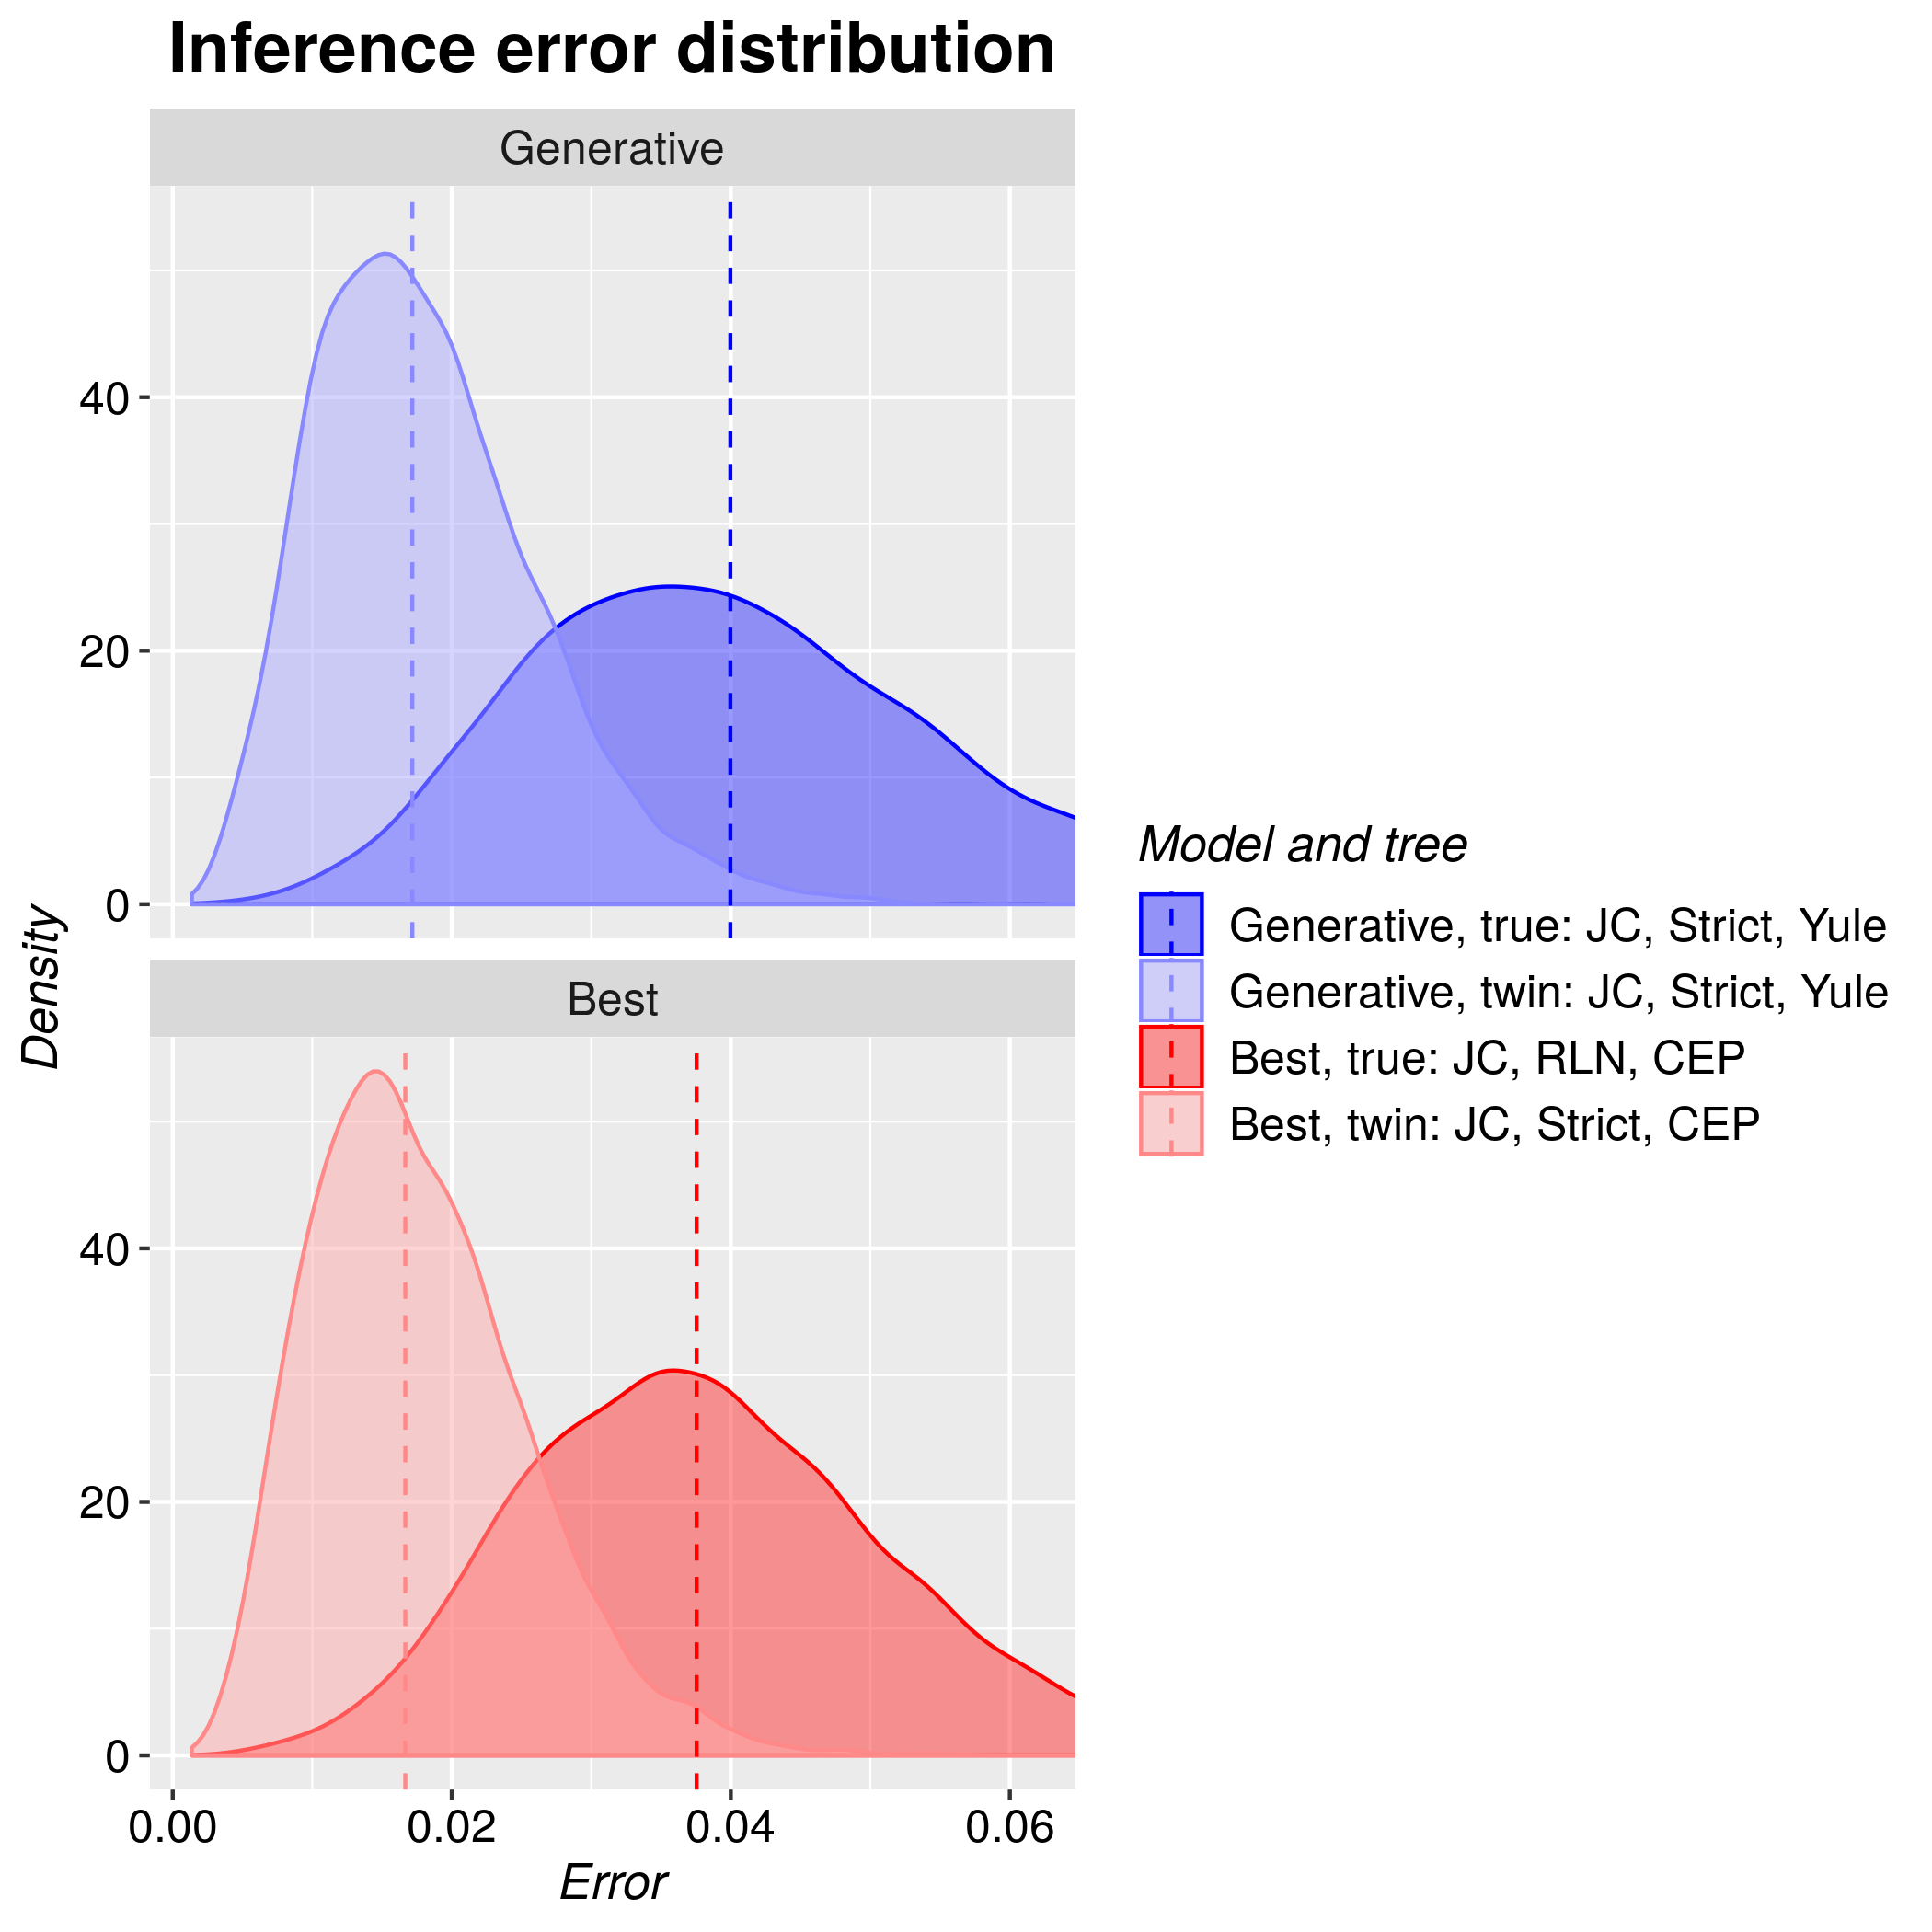 Inference error distribution
Generative
40
20
0
Best
40
20
0
0.00 0.02 0.04 0.06
Error
Density
Model and tree
Generative, true: JC, Strict, Yule
Generative, twin: JC, Strict, Yule
Best, true: JC, RLN, CEP
Best, twin: JC, Strict, CEP